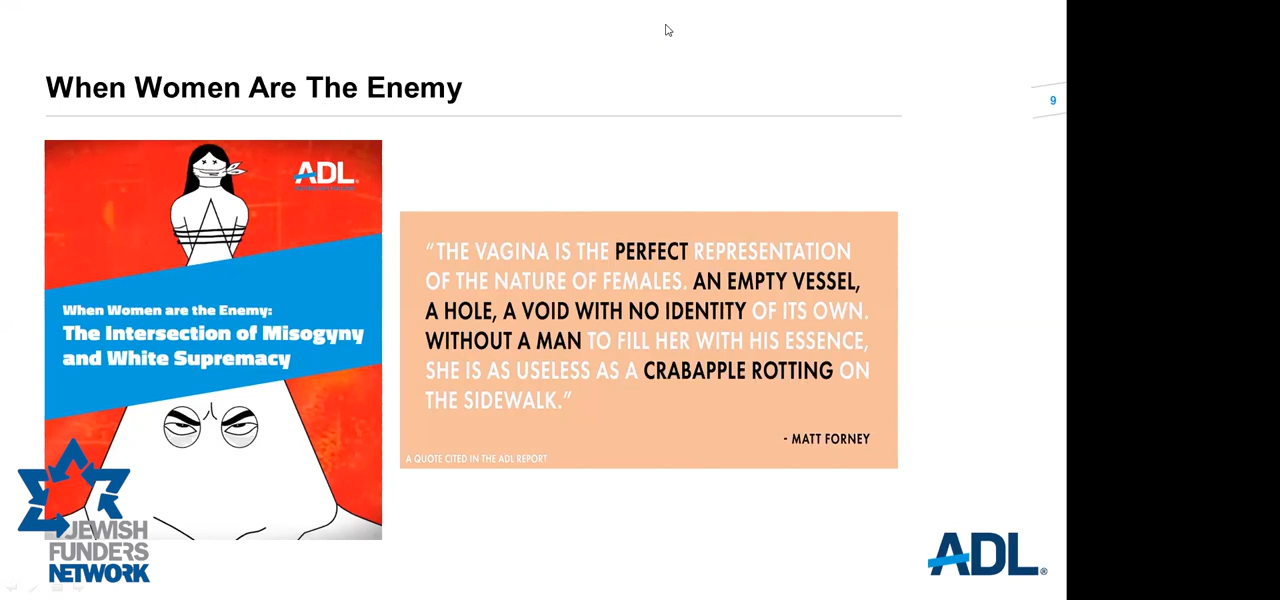 When Women Are The Enemy
9
ADL
When Women are the Enemy:
The Intersection of Misogyny
and White Supremacy
"THE VAGINA IS THE PERFECT REPRESENTATION
OF THE NATURE OF FEMALES. AN EMPTY VESSEL,
A HOLE, A VOID WITH NO IDENTITY OF ITS OWN.
WITHOUT A MAN TO FILL HER WITH HIS ESSENCE,
SHE IS AS USELESS AS A CRABAPPLE ROTTING ON
THE SIDEWALK."
- MATT FORNEY
A QUOTE CITED IN THE ADL REPORT
JEWISH
FUNDERS
NETWORK
ADL®